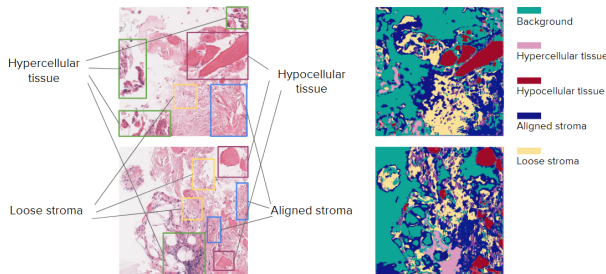 Hypercellular
tissue
Loose stroma
Hypocellular
tissue
Aligned stroma
Background
Hypercellular tissue
Hypocellular tissue
Aligned stroma
Loose stroma